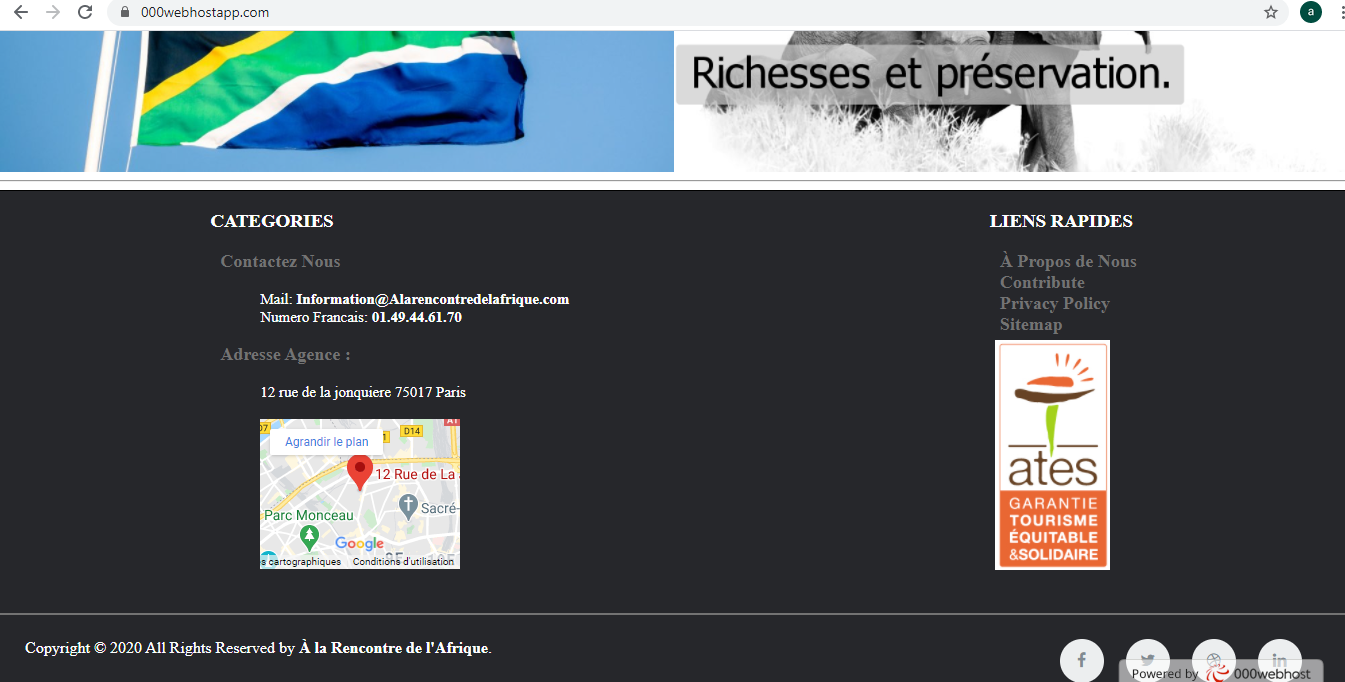 000webhostapp.com
a
Richesses et préservation.
CATEGORIES
Contactez Nous
Mail: Information@Alarencontredelafrique.com
Numero Francais: 01.49.44.61.70
Adresse Agence :
12 rue de la jonquiere 75017 Paris
A1
D14
Agrandir le plan
12 Rue de La
Sacré-
Parc Monceau
Google
s cartographiques
Conditions d'utilisation
LIENS RAPIDES
À Propos de Nous
Contribute
Privacy Policy
Sitemap
ates
GARANTIE
TOURISME
ÉQUITABLE
&SOLIDAIRE
Copyright © 2020 All Rights Reserved by À la Rencontre de l'Afrique.
Powered by 000webhost